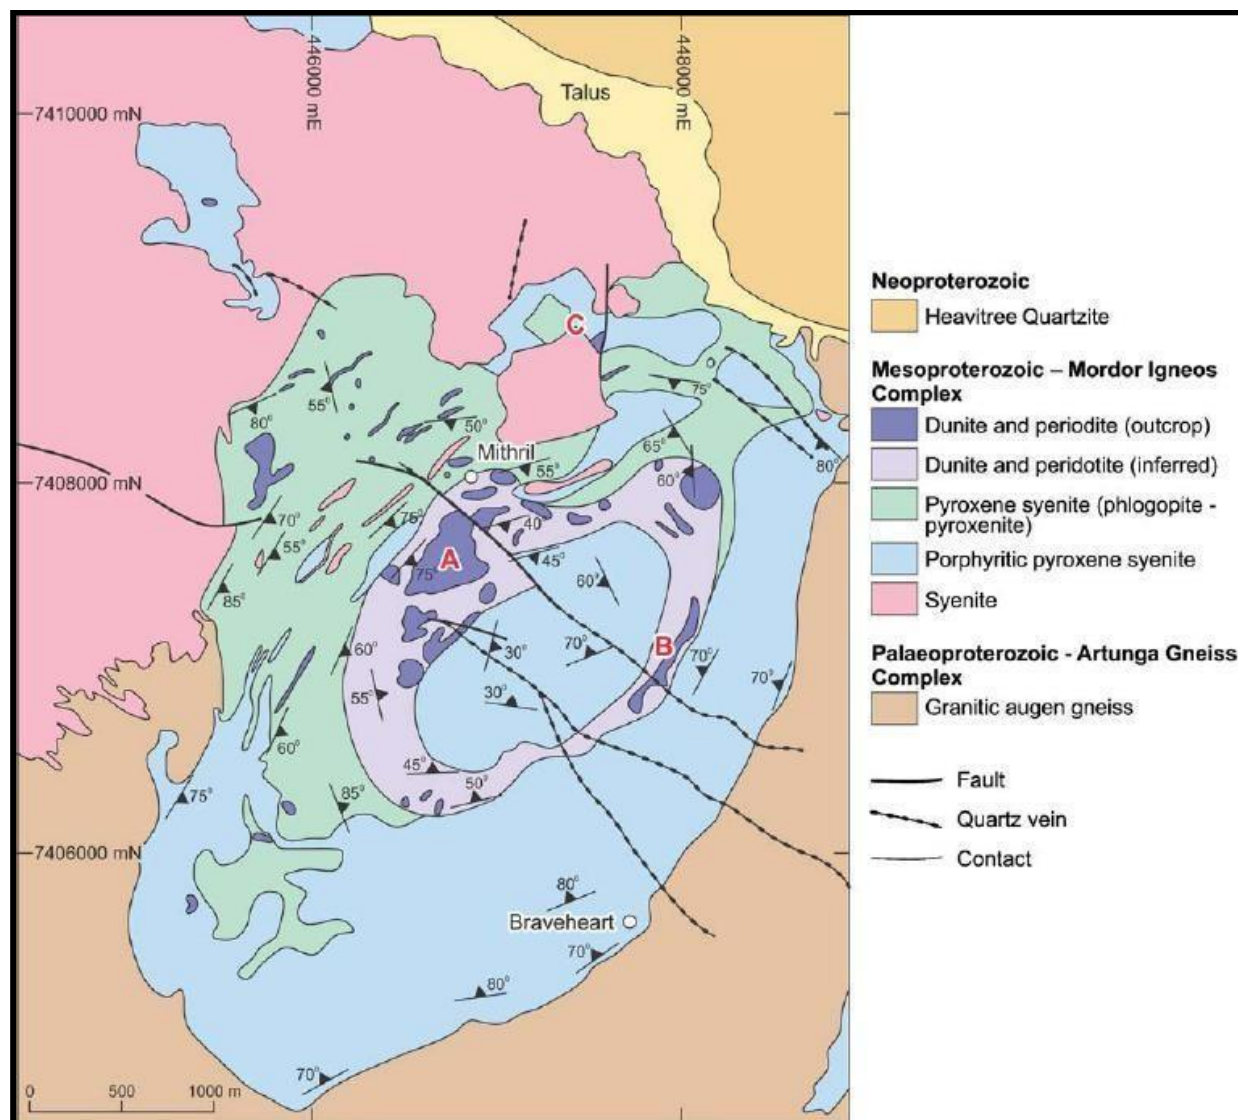 446000 mE
448000 mE
Talus
7410000 mN
C
75°
55°
80°
50°
65°
Mithril
55°
60°
80°
7408000 mN
70°
75°
40
55°
A
75°
45°
60°
85°
60°
30°
70°
B
70°
70°
55°
30°
60°
45°
50°
75°
85°
7406000 mN
80°
Braveheart
70°
80°
70°
0 500 1000 m
Neoproterozoic
Heavitree Quartzite
Mesoproterozoic – Mordor Igneos
Complex
Dunite and periodite (outcrop)
Dunite and peridotite (inferred)
Pyroxene syenite (phlogopite -
pyroxenite)
Porphyritic pyroxene syenite
Syenite
Palaeoproterozoic - Artunga Gneiss
Complex
Granitic augen gneiss
Fault
Quartz vein
Contact